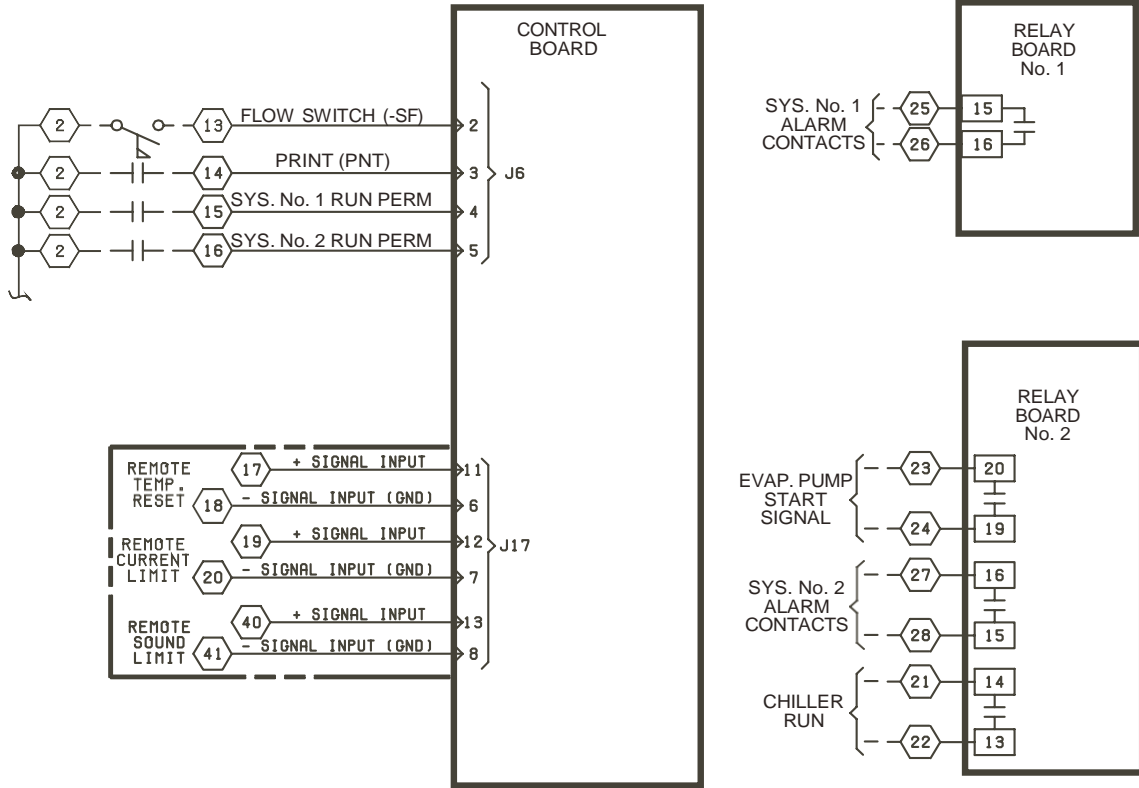 CONTROL
BOARD
2
13
FLOW SWITCH (-SF)
2
2
14
PRINT (PNT)
3
J6
2
15
SYS. No. 1 RUN PERM
4
2
16
SYS. No. 2 RUN PERM
5
REMOTE
TEMP.
RESET
17
+ SIGNAL INPUT
11
18
- SIGNAL INPUT (GND)
6
REMOTE
CURRENT
LIMIT
19
+ SIGNAL INPUT
12
J17
20
- SIGNAL INPUT (GND)
7
REMOTE
SOUND
LIMIT
40
+ SIGNAL INPUT
13
41
- SIGNAL INPUT (GND)
8
RELAY
BOARD
No. 1
SYS. No. 1
ALARM
CONTACTS
25
15
26
16
RELAY
BOARD
No. 2
EVAP. PUMP
START
SIGNAL
23
20
24
19
SYS. No. 2
ALARM
CONTACTS
27
16
28
15
CHILLER
RUN
21
14
22
13